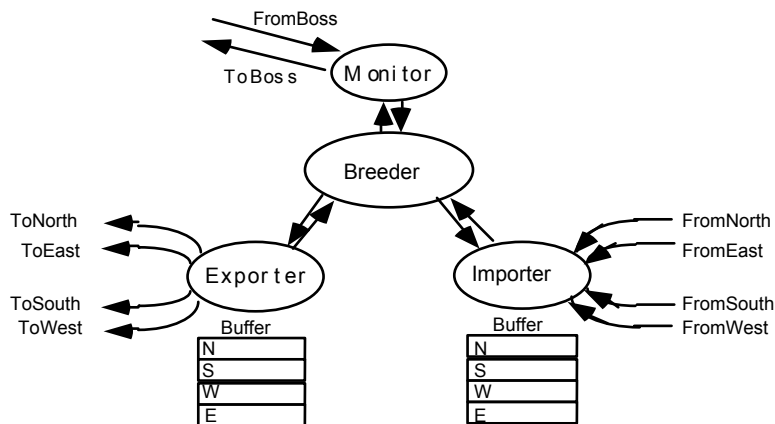 FromBoss
ToBoss
Monitor
Breeder
ToNorth
ToEast
ToSouth
ToWest
Exporter
Importer
FromNorth
FromEast
FromSouth
FromWest
Buffer
N
S
W
E
Buffer
N
S
W
E